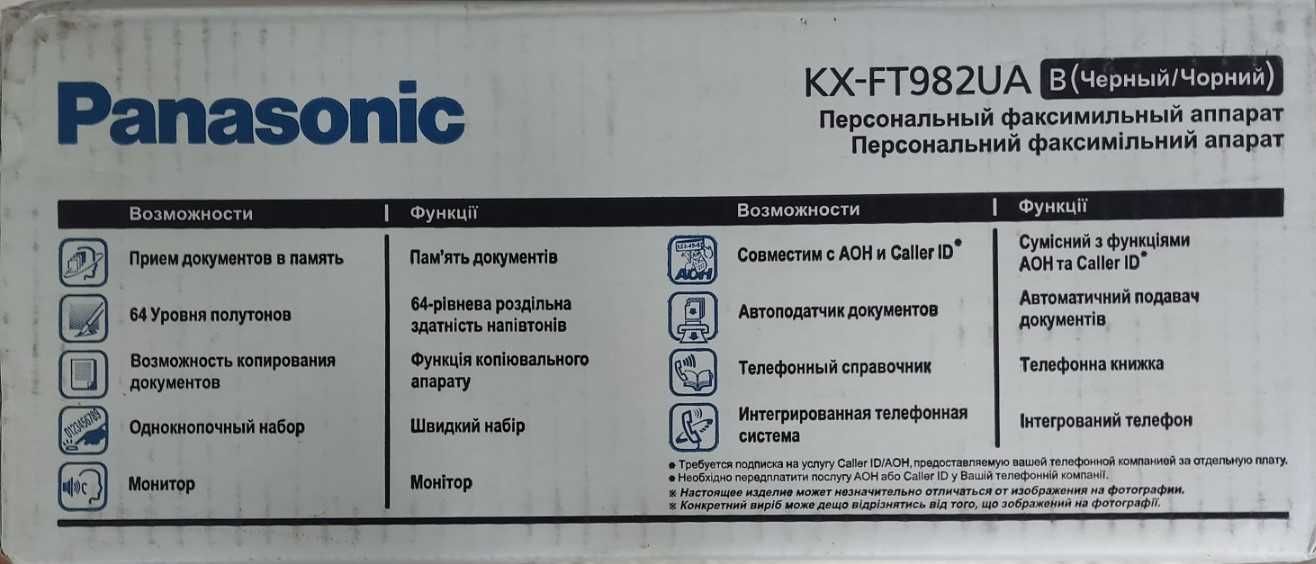 Panasonic
KX-FT982UA B (Черный/Чорний)
Персональный факсимильный аппарат
Персональний факсимільний апарат
Возможности | Функції
Прием документов в память
Пам'ять документів
64 Уровня полутонов
64-рівнева роздільна
здатність напівтонів
Возможность копирования
документов
Функція копіювального
апарату
Однокнопочный набор
Швидкий набір
Монитор
Монітор
Возможности | Функції
Совместим с АОН и Caller ID*
Сумісний з функціями
АОН та Caller ID*
Автоподатчик документов
Автоматичний подавач
документів
Телефонный справочник
Телефонна книжка
Интегрированная телефонная
система
Інтегрований телефон
● Требуется подписка на услугу Caller ID/АОН, предоставляемую вашей телефонной компанией за отдельную плату.
● Необхідно передплатити послугу АОН або Caller ID у Вашій телефонній компанії.
※ Настоящее изделие может незначительно отличаться от изображения на фотографии.
※ Конкретний виріб може дещо відрізнятись від того, що зображений на фотографії.
АОН
0123456789